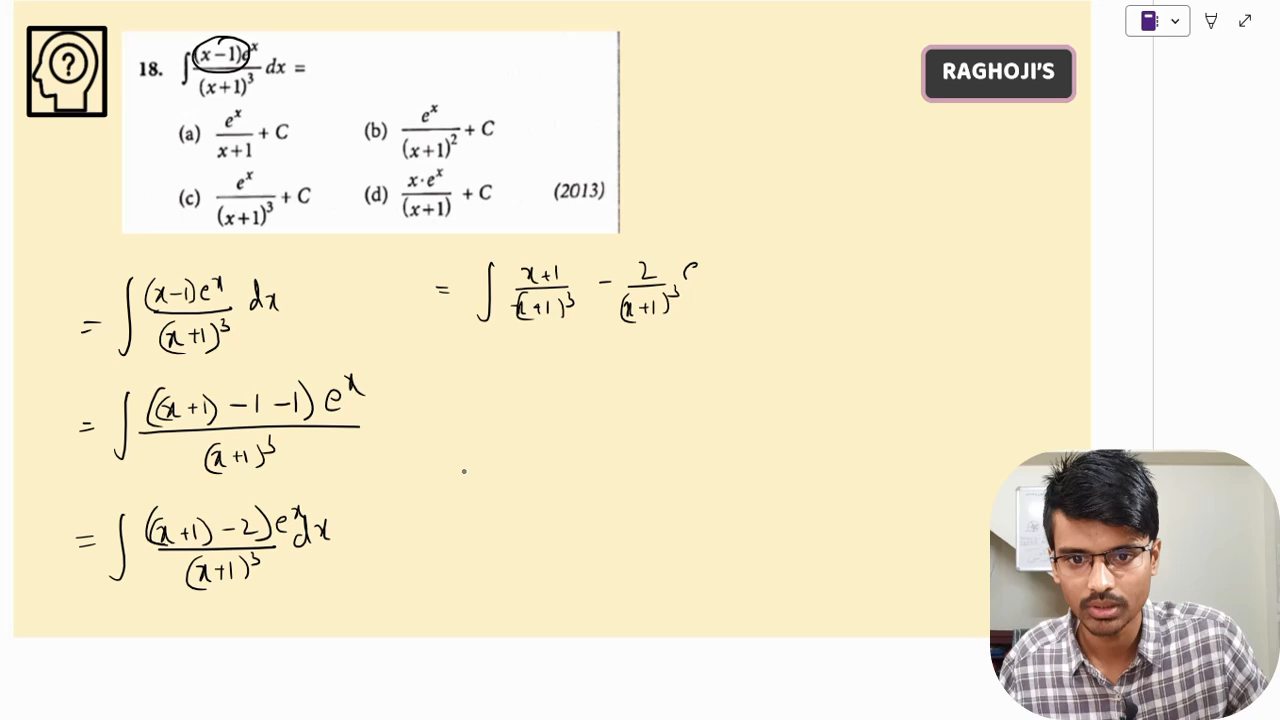 ?
18. ∫ (x−1)e^x / (x+1)^3 dx =
(a) e^x / x+1 + C (b) e^x / (x+1)^2 + C
(c) e^x / (x+1)^3 + C (d) x·e^x / (x+1) + C (2013)
RAGHOJI'S
= ∫ (x−1)e^x / (x+1)^3 dx
= ∫ ((x+1) −1 −1) e^x / (x+1)^3
= ∫ ((x+1) −2)e^x / (x+1)^3 dx
= ∫ x+1 / (x+1)^3 − 2 / (x+1)^3 e